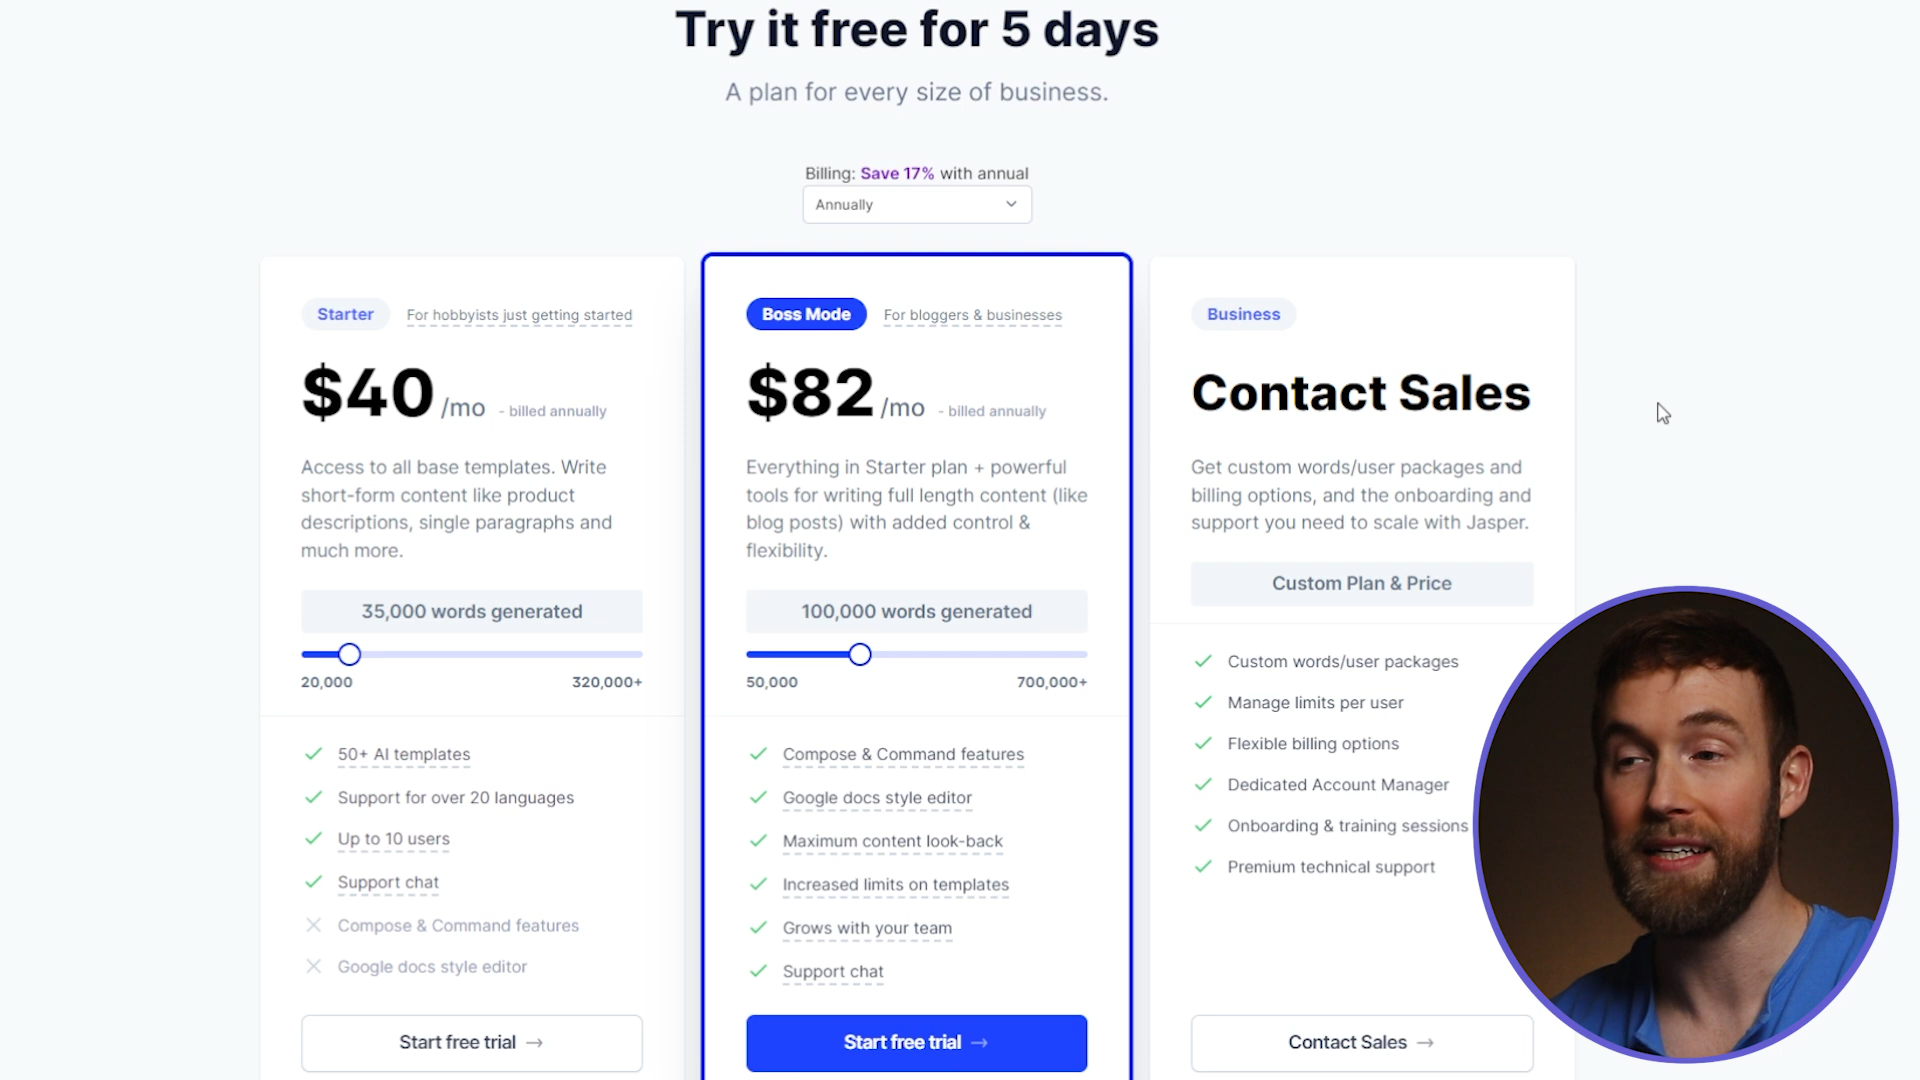 Try it free for 5 days
A plan for every size of business.
Billing: Save 17% with annual
Annually
Starter For hobbyists just getting started
$40 /mo - billed annually
Access to all base templates. Write
short-form content like product
descriptions, single paragraphs and
much more.
35,000 words generated
20,000 320,000+
50+ AI templates
Support for over 20 languages
Up to 10 users
Support chat
Compose & Command features
Google docs style editor
Start free trial →
Boss Mode For bloggers & businesses
$82 /mo - billed annually
Everything in Starter plan + powerful
tools for writing full length content (like
blog posts) with added control &
flexibility.
100,000 words generated
50,000 700,000+
Compose & Command features
Google docs style editor
Maximum content look-back
Increased limits on templates
Grows with your team
Support chat
Start free trial →
Business
Contact Sales
Get custom words/user packages and
billing options, and the onboarding and
support you need to scale with Jasper.
Custom Plan & Price
Custom words/user packages
Manage limits per user
Flexible billing options
Dedicated Account Manager
Onboarding & training sessions
Premium technical support
Contact Sales →